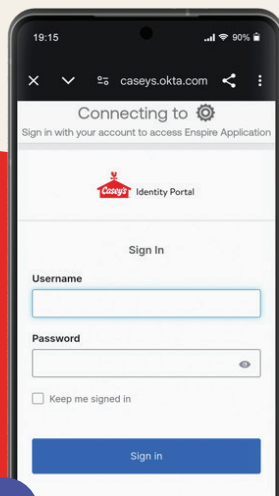 19:15
90%
caseys.okta.com
Connecting to
Sign in with your account to access Enspire Application
Casey's Identity Portal
Sign In
Username
Password
Keep me signed in
Sign in